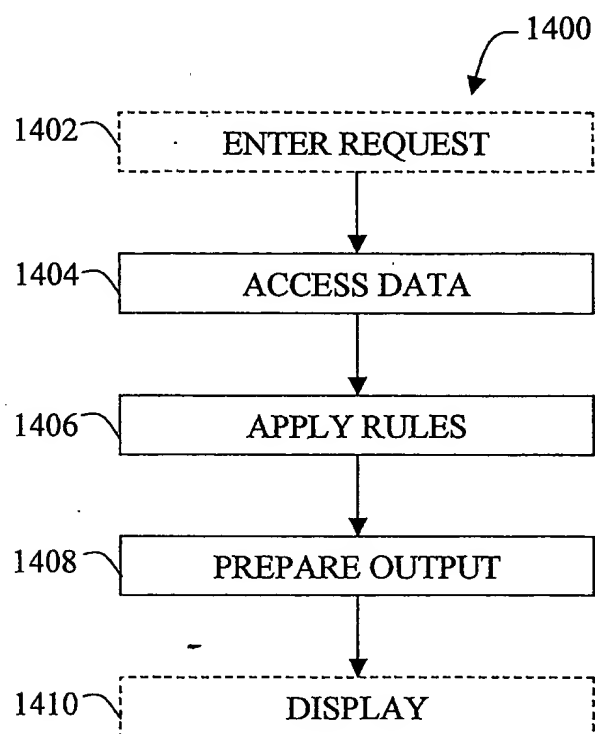 1400
1402 ENTER REQUEST
1404 ACCESS DATA
1406 APPLY RULES
1408 PREPARE OUTPUT
1410 DISPLAY